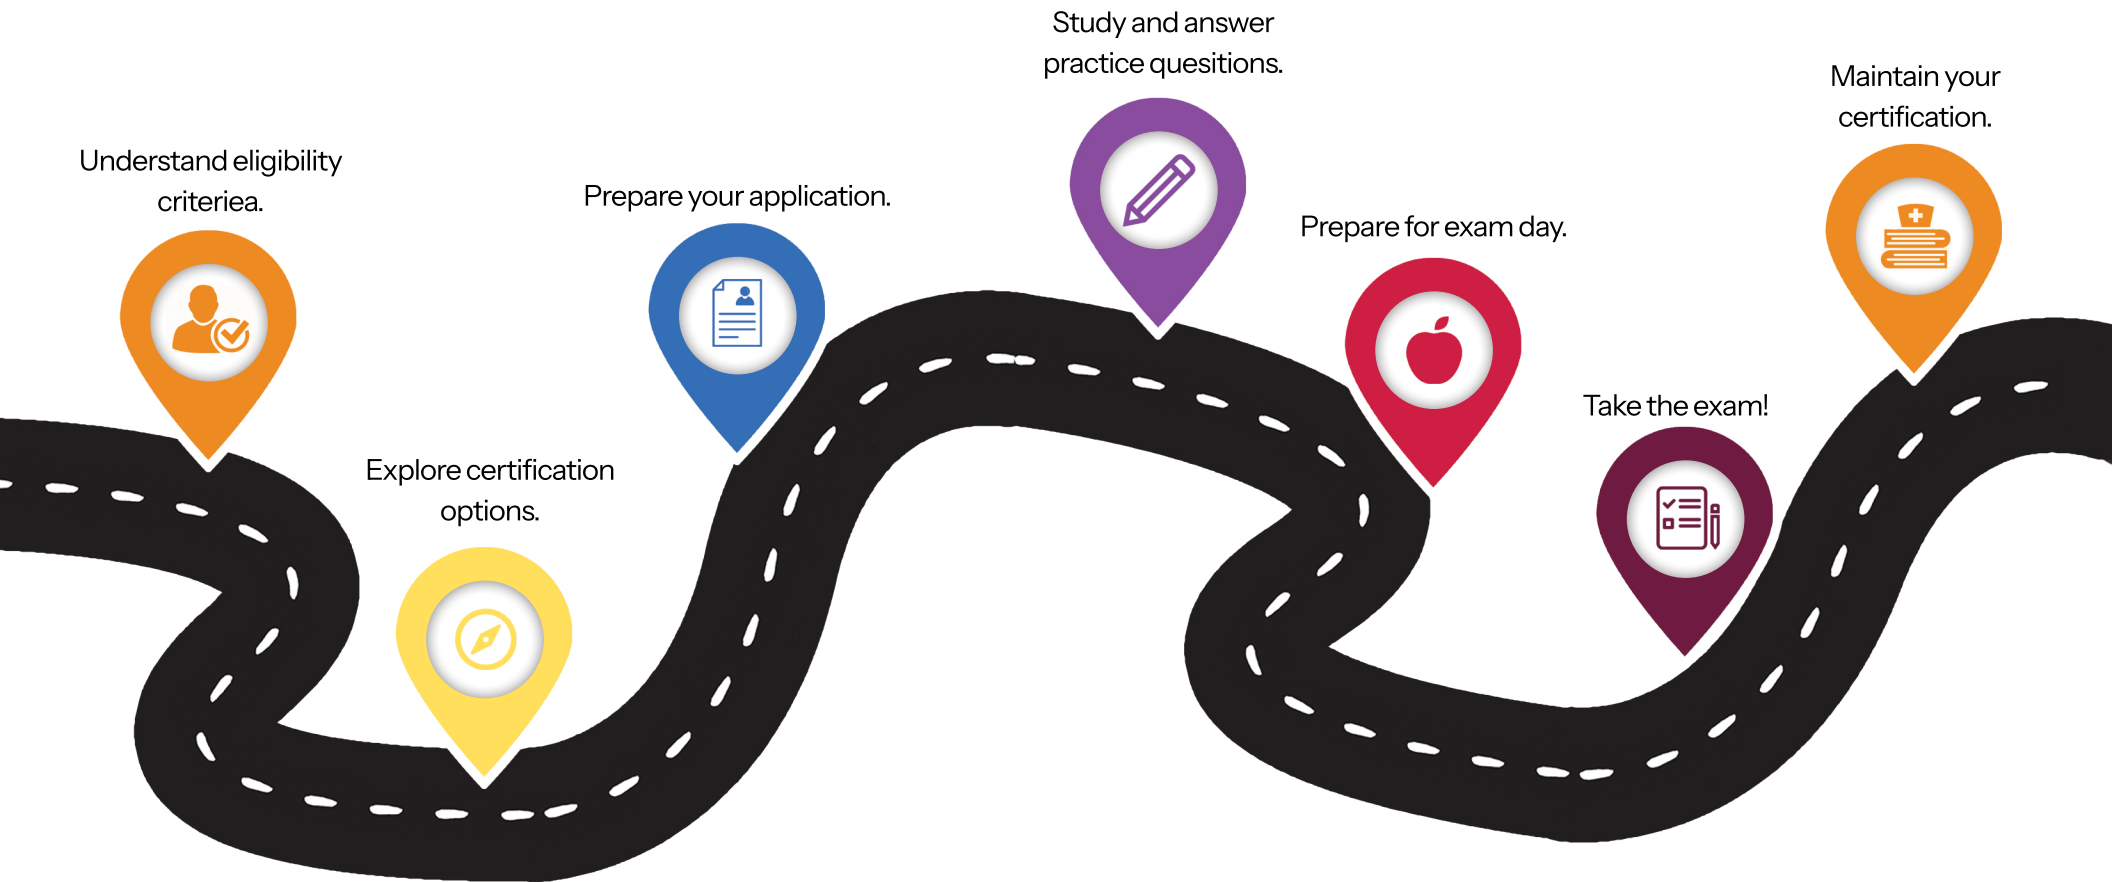 Understand eligibility
criteriea.
Explore certification
options.
Prepare your application.
Study and answer
practice quesitions.
Prepare for exam day.
Take the exam!
Maintain your
certification.